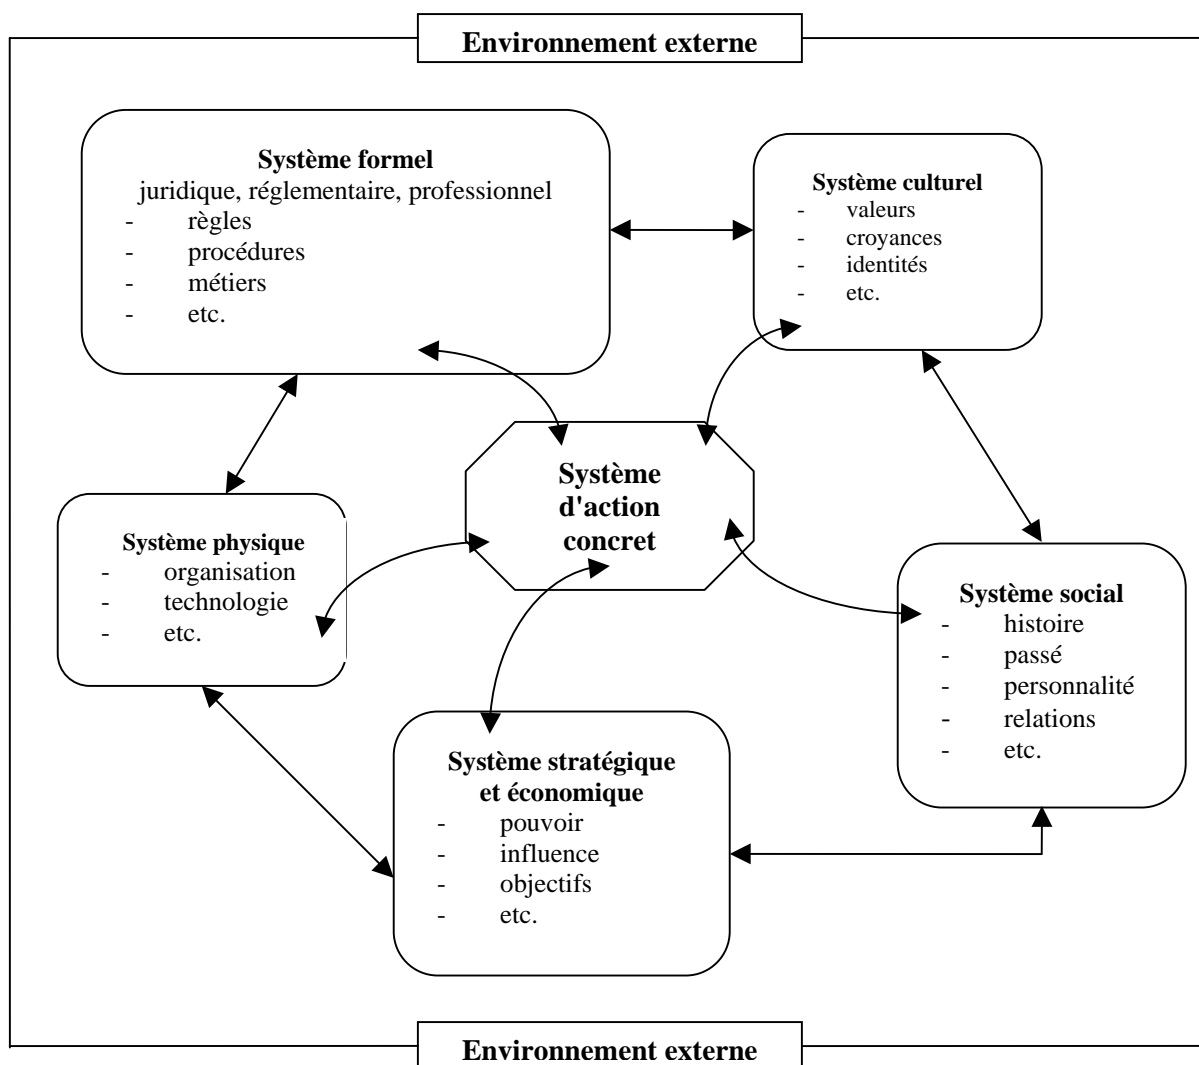 Environnement externe
Système formel
juridique, réglementaire, professionnel
- règles
- procédures
- métiers
- etc.
Système culturel
- valeurs
- croyances
- identités
- etc.
Système
d'action
concret
Système physique
- organisation
- technologie
- etc.
Système social
- histoire
- passé
- personnalité
- relations
- etc.
Système stratégique
et économique
- pouvoir
- influence
- objectifs
- etc.
Environnement externe